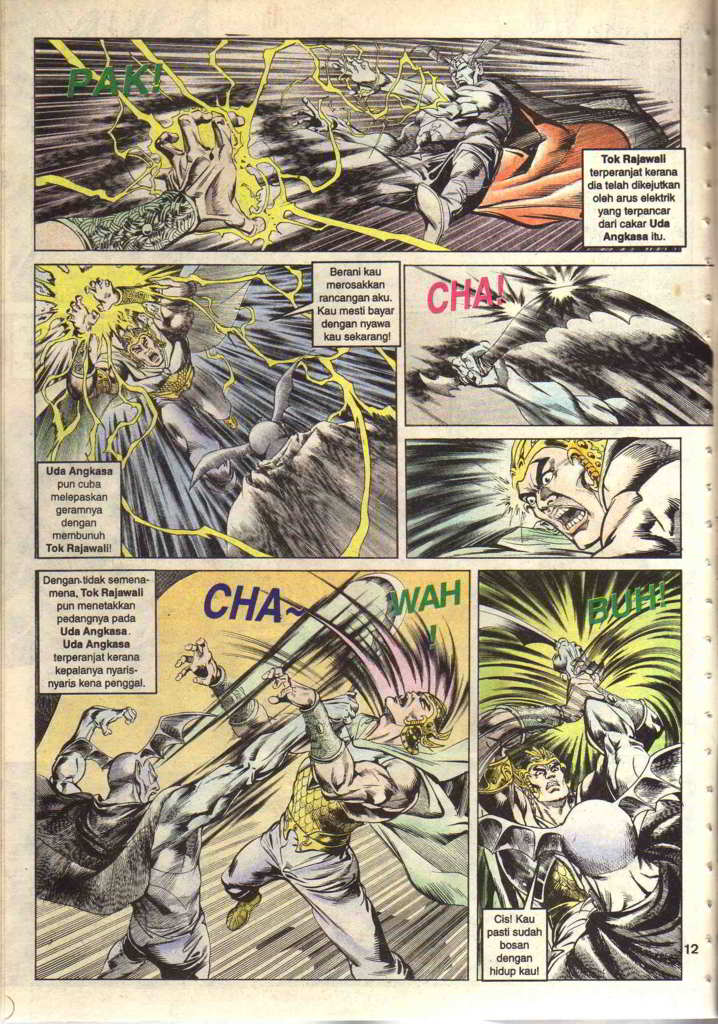 PAK!
Tok Rajawali
terperanjat kerana
dia telah dikejutkan
oleh arus elektrik
yang terpancar
dari cakar Uda
Angkasa itu.
Berani kau
merosakkan
rancangan aku.
Kau mesti bayar
dengan nyawa
kau sekarang!
Uda Angkasa
pun cuba
melepaskan
geramnya
dengan
membunuh
Tok Rajawali!
CHA!
Dengan tidak semena-
mena, Tok Rajawali
pun menetakkan
pedangnya pada
Uda Angkasa.
Uda Angkasa
terperanjat kerana
kepalanya nyaris-
nyaris kena penggal.
CHA~
WAH
!
BUH!
Cis! Kau
pasti sudah
bosan
dengan
hidup kau!
12